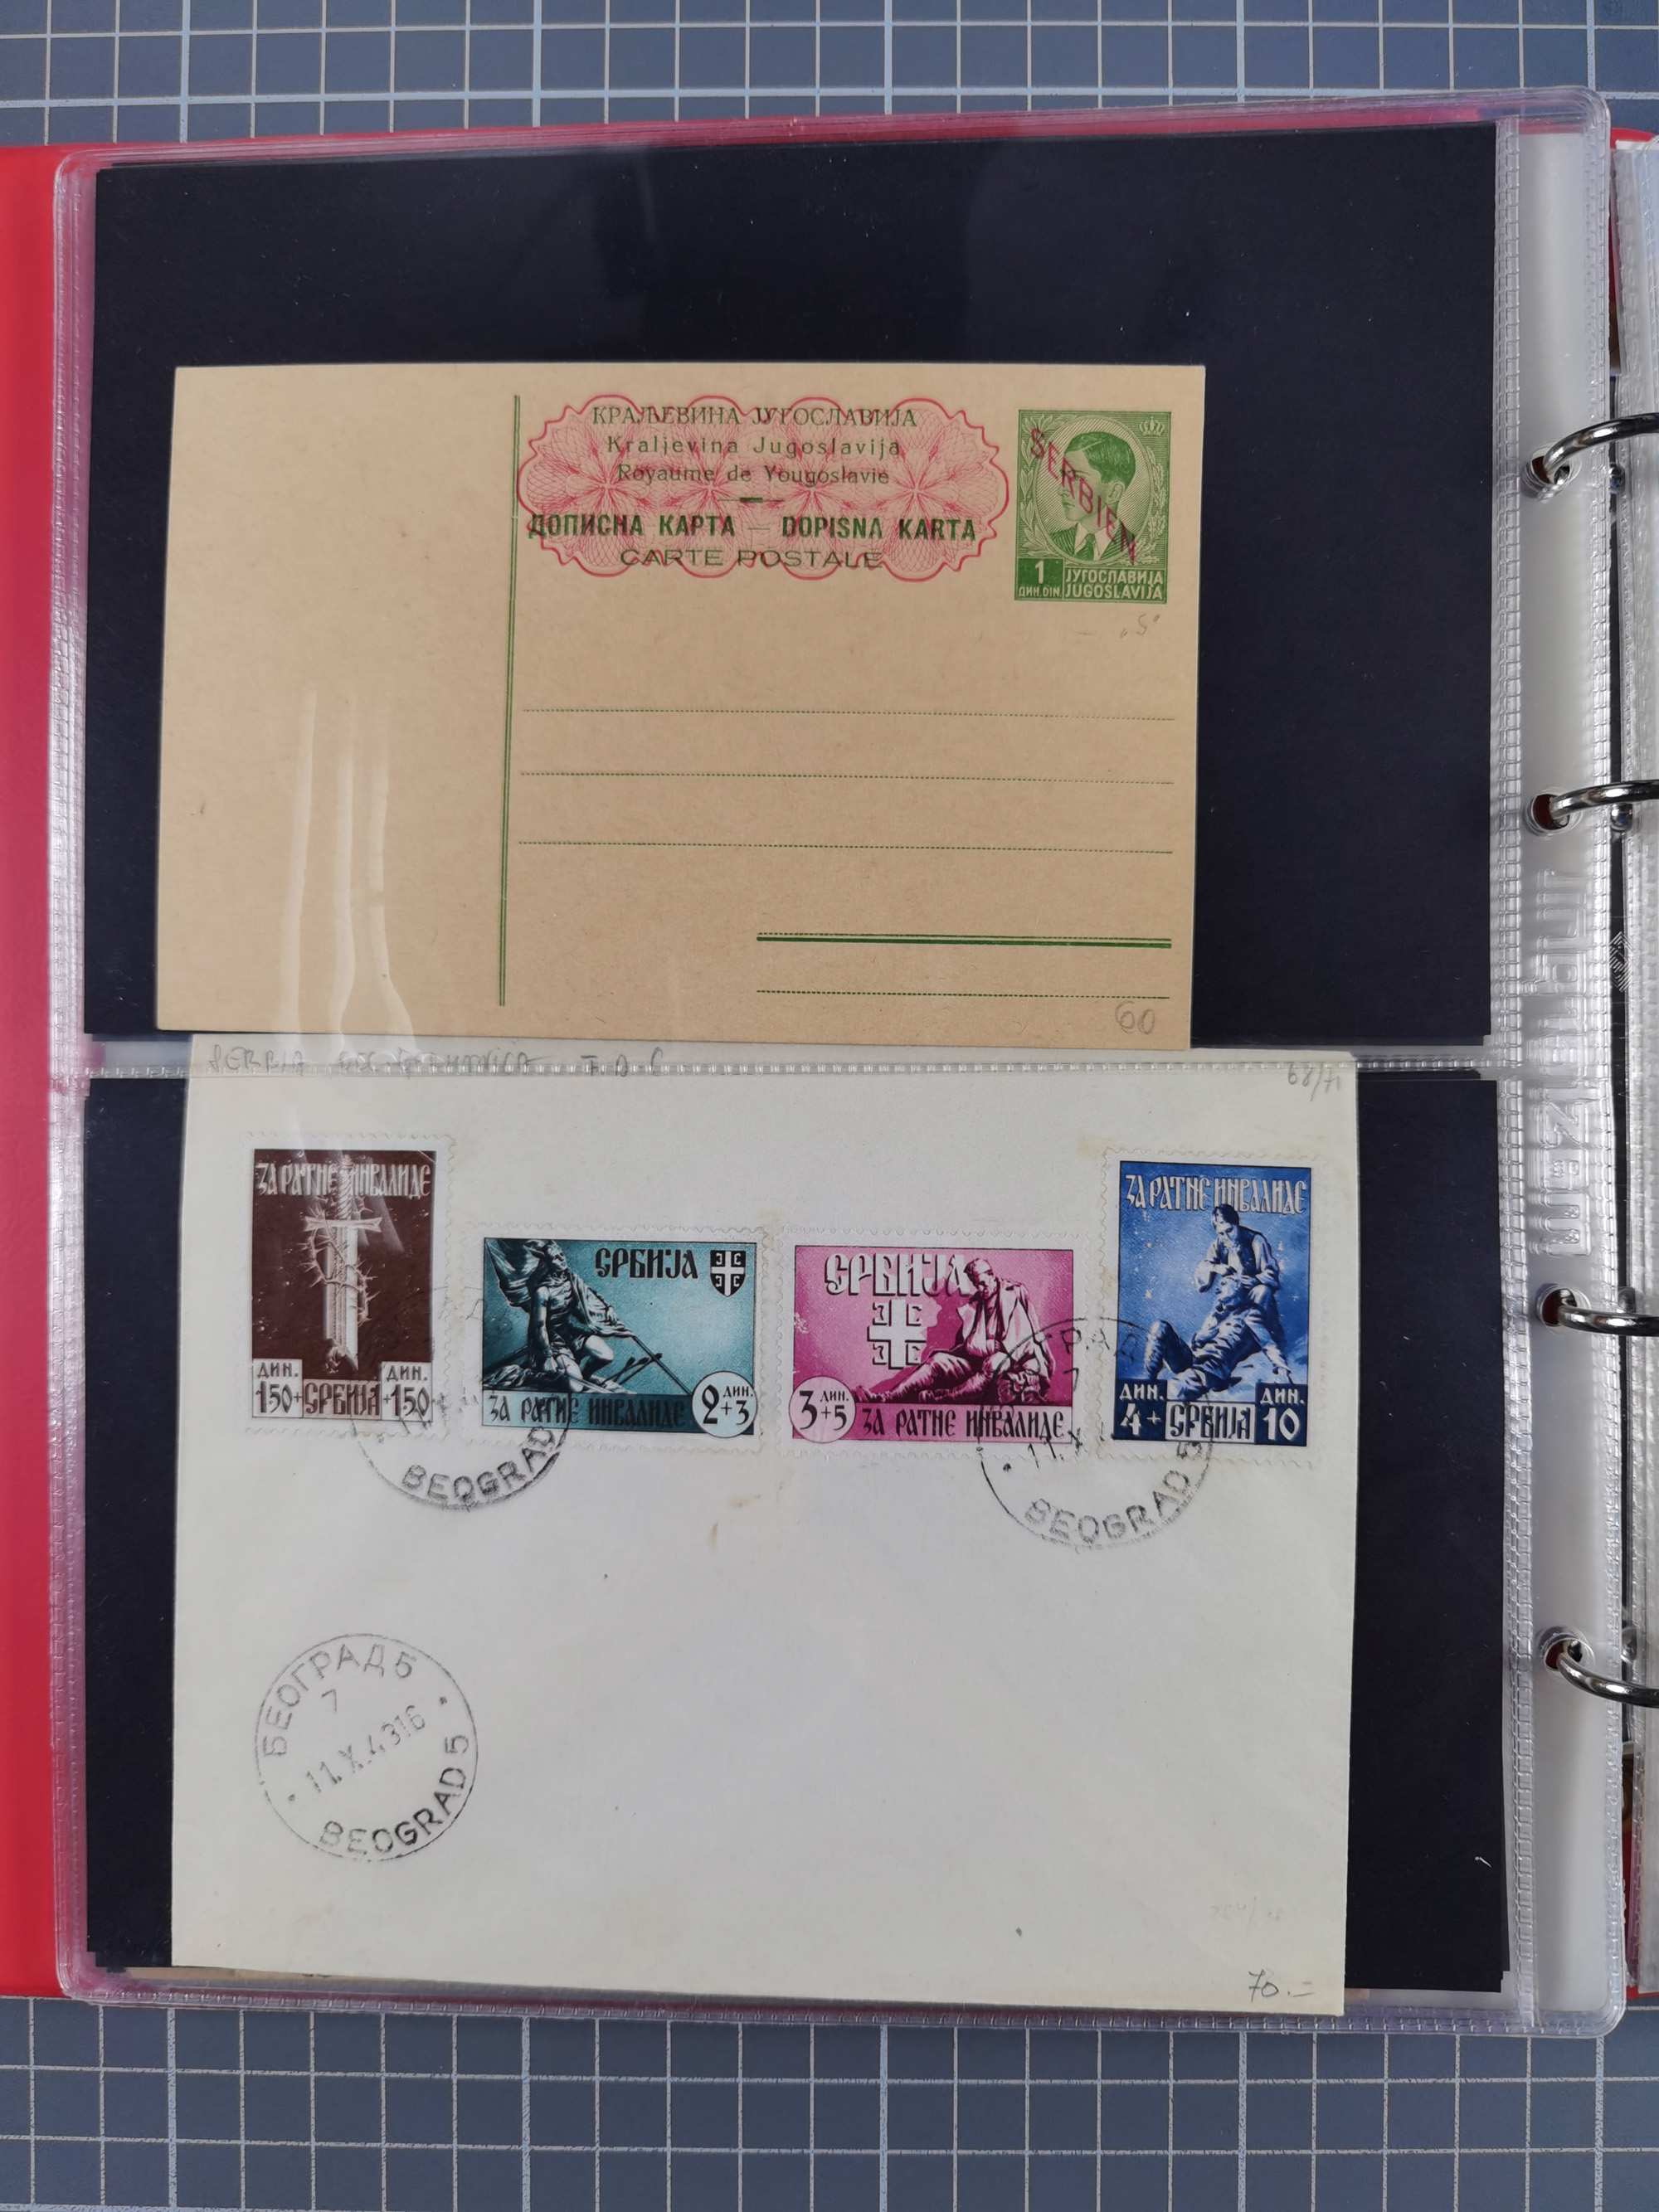 КРАЉЕВИНА ЈУГОСЛАВИЈА
Kraljevina Jugoslavija
Royaume de Yougoslavie
ДОПИСНА КАРТА — DOPISNA KARTA
CARTE POSTALE
SERBIEN
1
ДИН. DIN
ЈУГОСЛАВИЈА
JUGOSLAVIJA
„S“
60
SERBIA F.D.C
68/71
ЗА РАТНЕ ИНВАЛИДЕ
ДИН. ДИН.
1.50+ СРБИЈА +1.50
СРБИЈА
ЗА РАТНЕ ИНВАЛИДЕ
2+3 ДИН.
СРБИЈА
3+5 ДИН.
ЗА РАТНЕ ИНВАЛИДЕ
ЗА РАТНЕ ИНВАЛИДЕ
ДИН. ДИН.
4+ СРБИЈА 10
BEOGRAD
7
11.X
BEOGRAD 5
БЕОГРАД 5
7
11.X.43 16
BEOGRAD 5
70.=